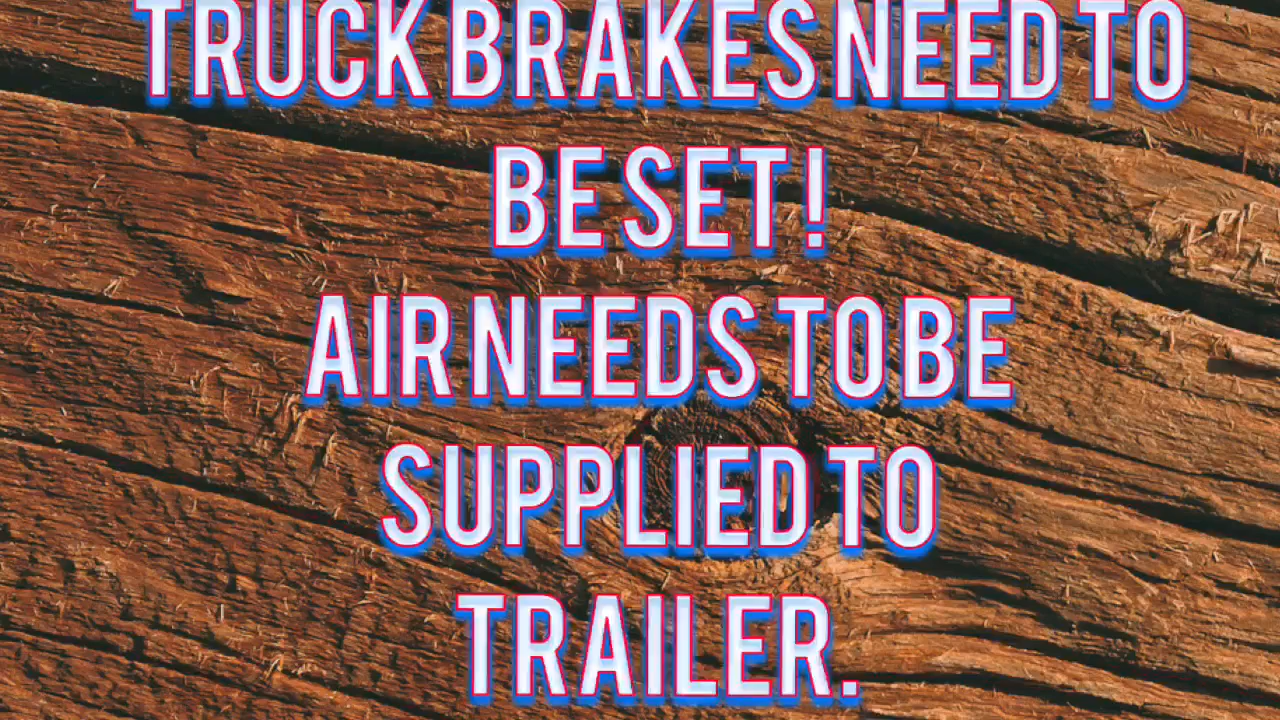 TRUCK BRAKES NEED TO
BE SET !
AIR NEEDS TO BE
SUPPLIED TO
TRAILER.